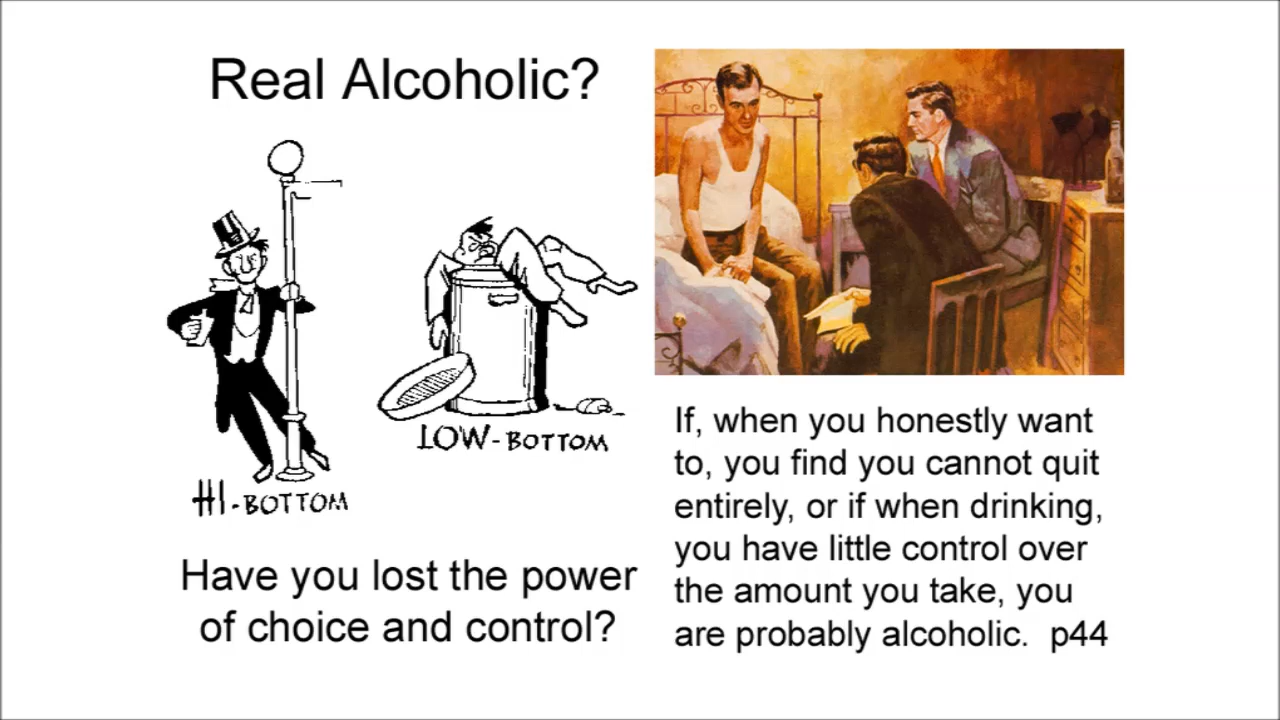 Real Alcoholic?
HI-BOTTOM
LOW-BOTTOM
Have you lost the power
of choice and control?
If, when you honestly want
to, you find you cannot quit
entirely, or if when drinking,
you have little control over
the amount you take, you
are probably alcoholic.  p44